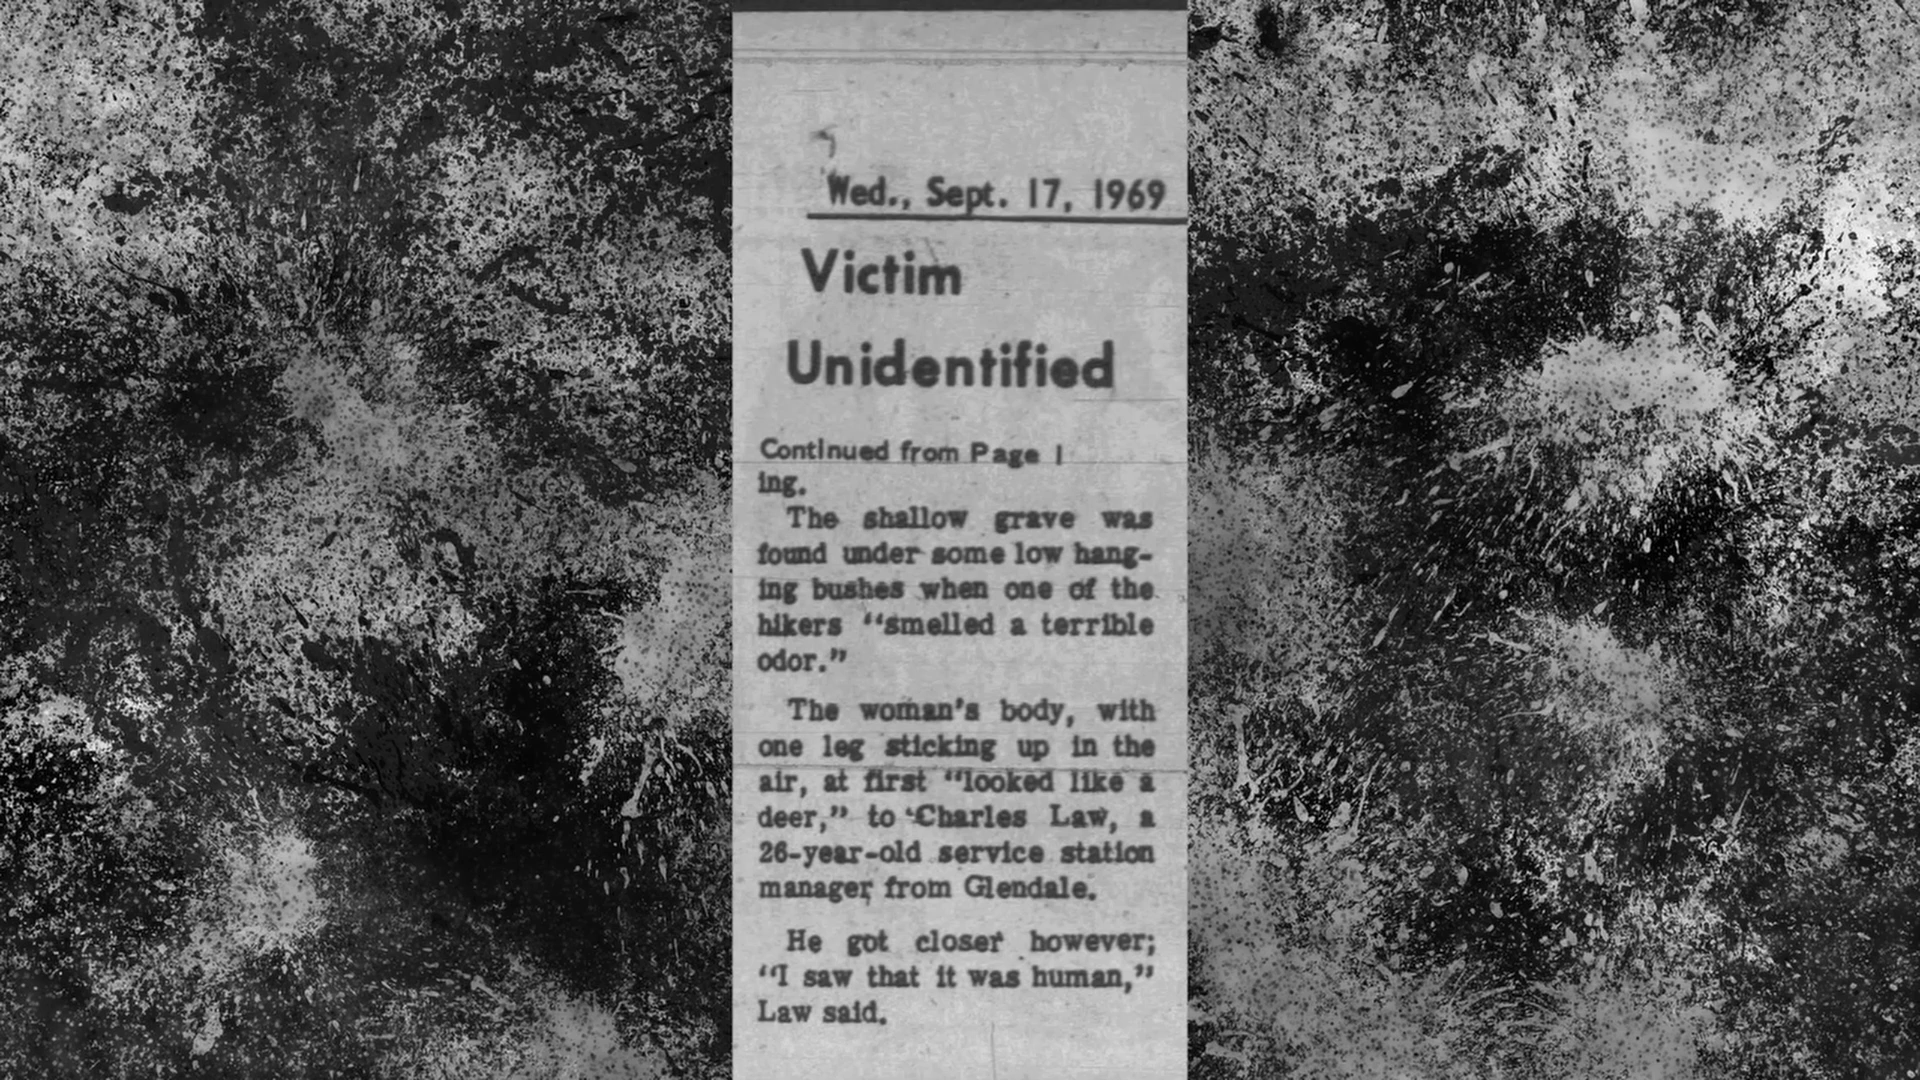 Wed., Sept. 17, 1969
Victim
Unidentified
Continued from Page 1
ing.
The shallow grave was
found under some low hang-
ing bushes when one of the
hikers "smelled a terrible
odor."
The woman's body, with
one leg sticking up in the
air, at first "looked like a
deer," to Charles Law, a
26-year-old service station
manager from Glendale.
He got closer however;
"I saw that it was human,"
Law said.